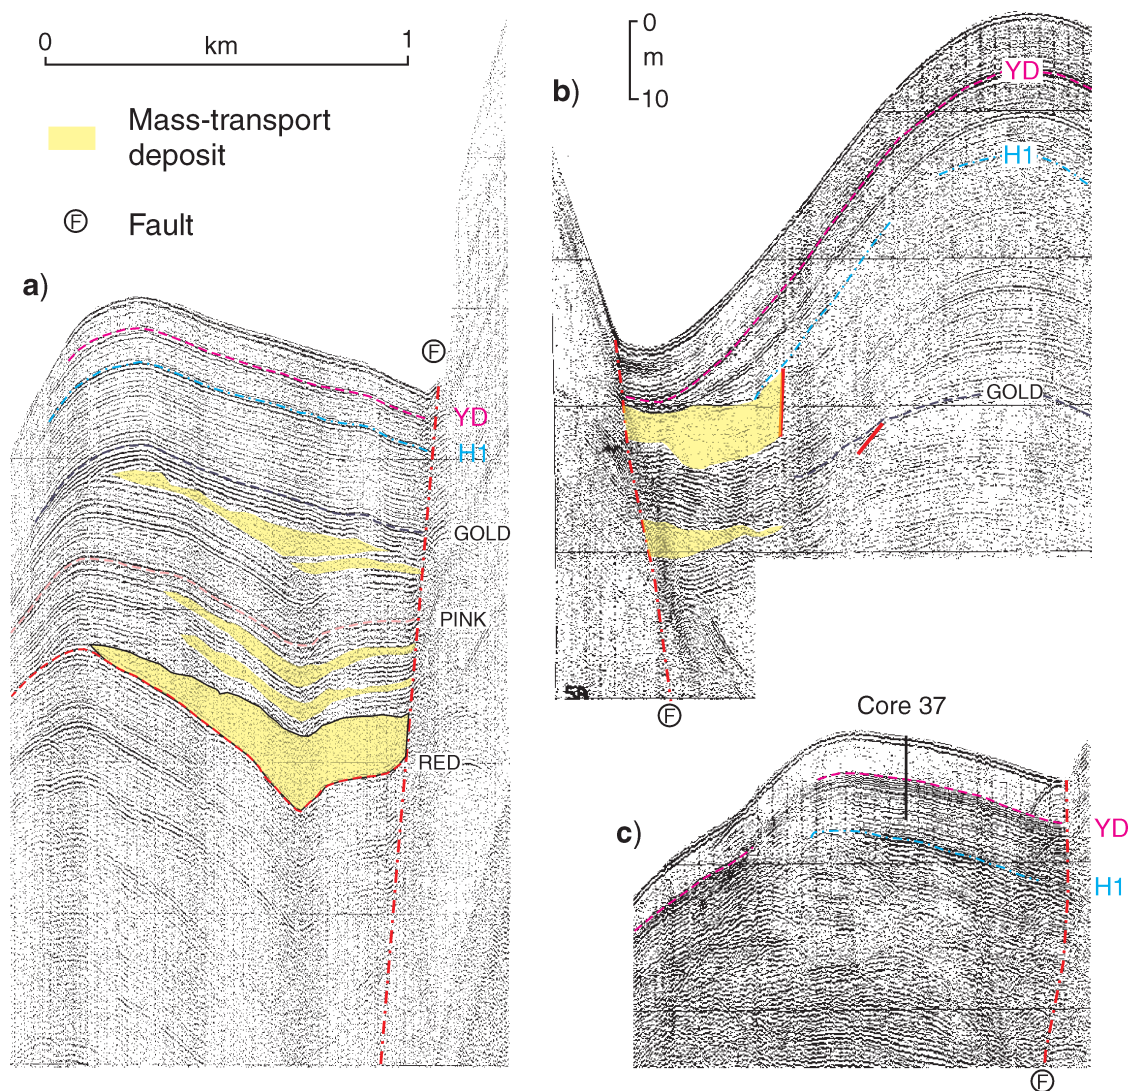 0 km 1
Mass-transport
deposit
F Fault
a)
F
YD
H1
GOLD
PINK
RED
b)
0
m
10
YD
H1
GOLD
F
Core 37
c)
YD
H1
F